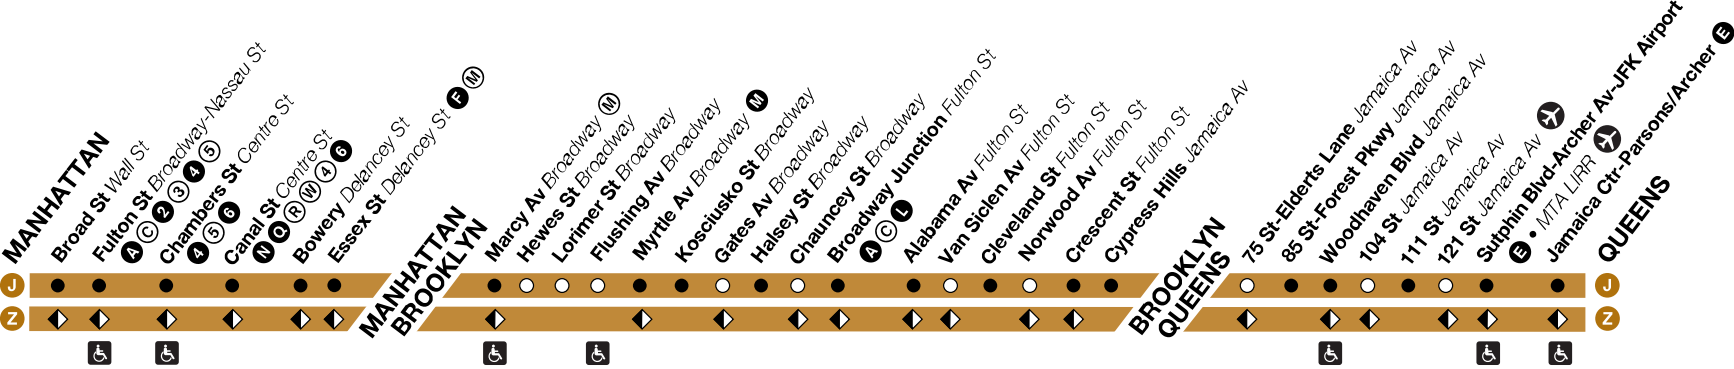 MANHATTAN
Broad St Wall St
Fulton St Broadway-Nassau St
A C 2 3 4 5
Chambers St Centre St
4 5 6
Canal St Centre St
N Q R W 4 6
Bowery Delancey St
Essex St Delancey St F M
MANHATTAN
BROOKLYN
Marcy Av Broadway M
Hewes St Broadway
Lorimer St Broadway
Flushing Av Broadway
Myrtle Av Broadway M
Kosciusko St Broadway
Gates Av Broadway
Halsey St Broadway
Chauncey St Broadway
Broadway Junction Fulton St
A C L
Alabama Av Fulton St
Van Siclen Av Fulton St
Cleveland St Fulton St
Norwood Av Fulton St
Crescent St Fulton St
Cypress Hills Jamaica Av
BROOKLYN
QUEENS
75 St-Elderts Lane Jamaica Av
85 St-Forest Pkwy Jamaica Av
Woodhaven Blvd Jamaica Av
104 St Jamaica Av
111 St Jamaica Av
121 St Jamaica Av
Sutphin Blvd-Archer Av-JFK Airport
E • MTA LIRR
Jamaica Ctr-Parsons/Archer E
QUEENS
J J
Z Z